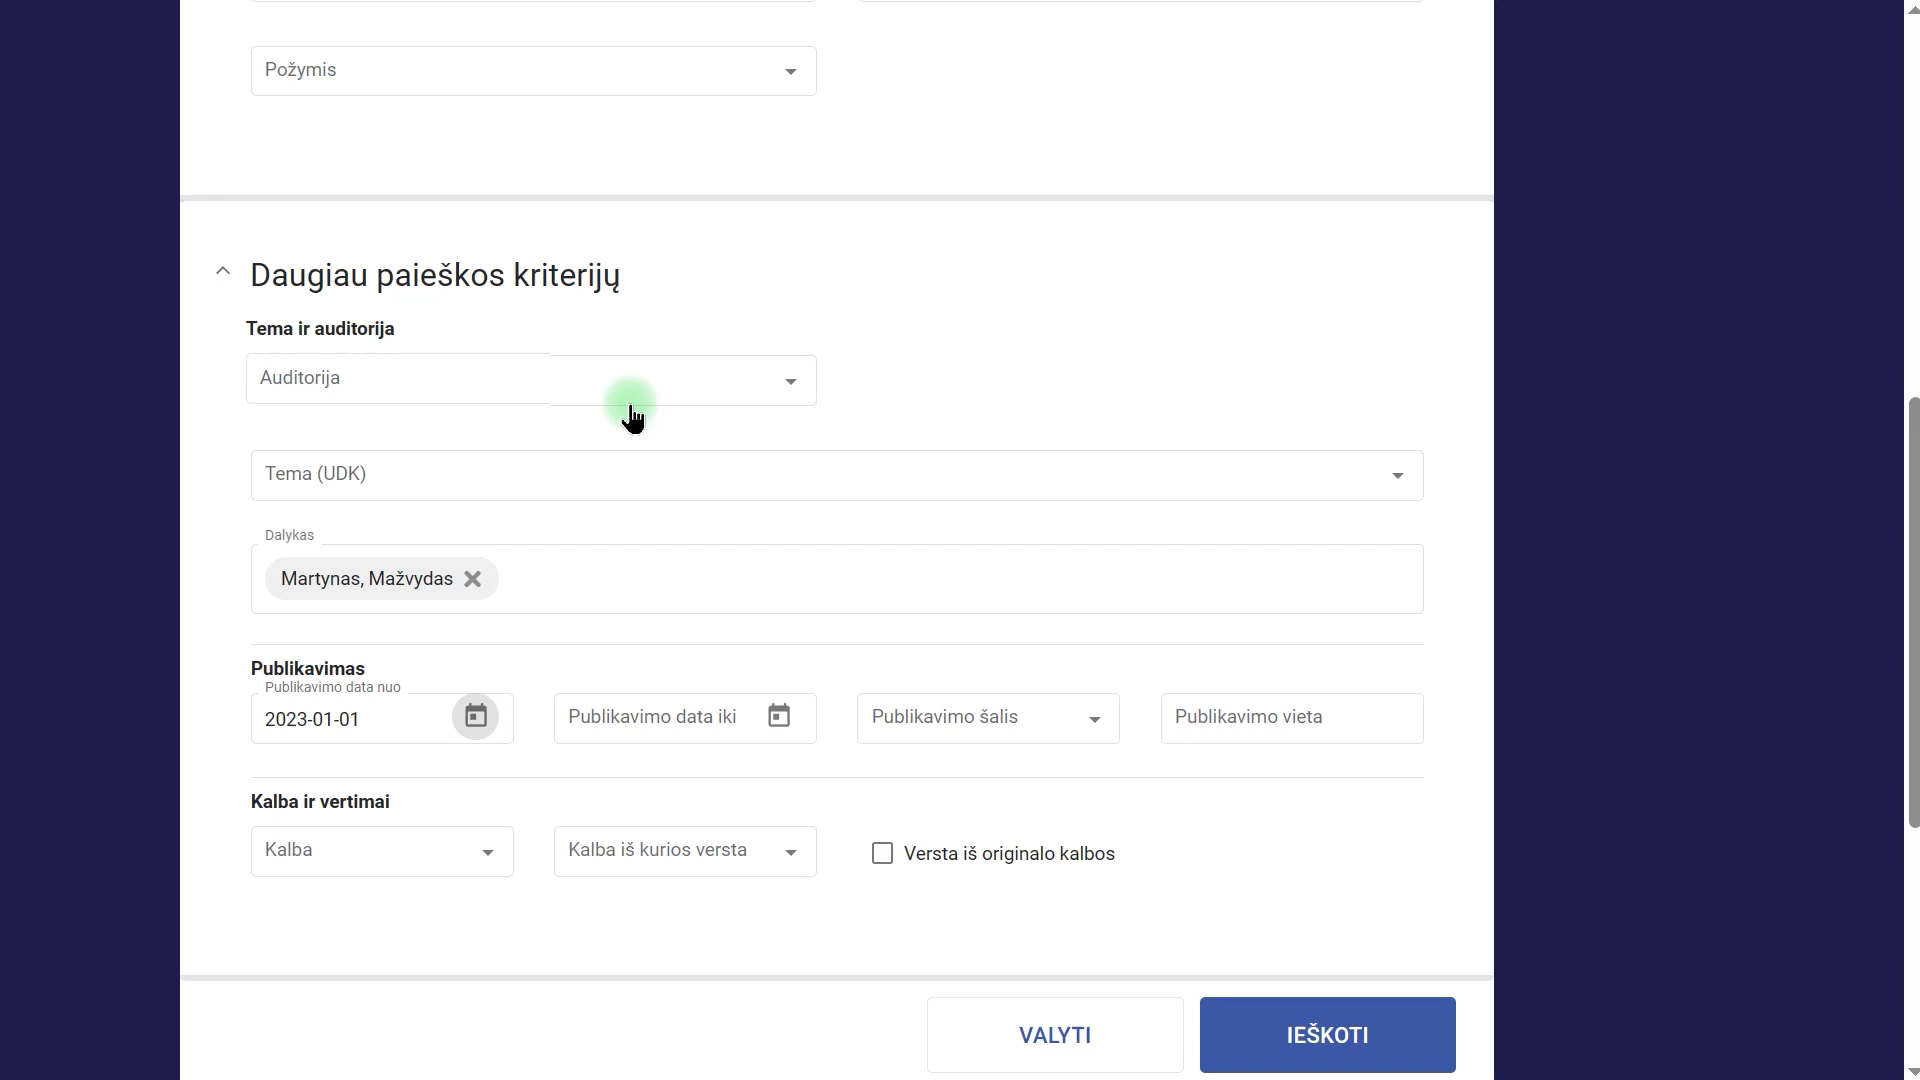 Požymis
Daugiau paieškos kriterijų
Tema ir auditorija
Auditorija
Tema (UDK)
Dalykas
Martynas, Mažvydas
Publikavimas
Publikavimo data nuo
2023-01-01
Publikavimo data iki
Publikavimo šalis
Publikavimo vieta
Kalba ir vertimai
Kalba
Kalba iš kurios versta
Versta iš originalo kalbos
VALYTI
IEŠKOTI